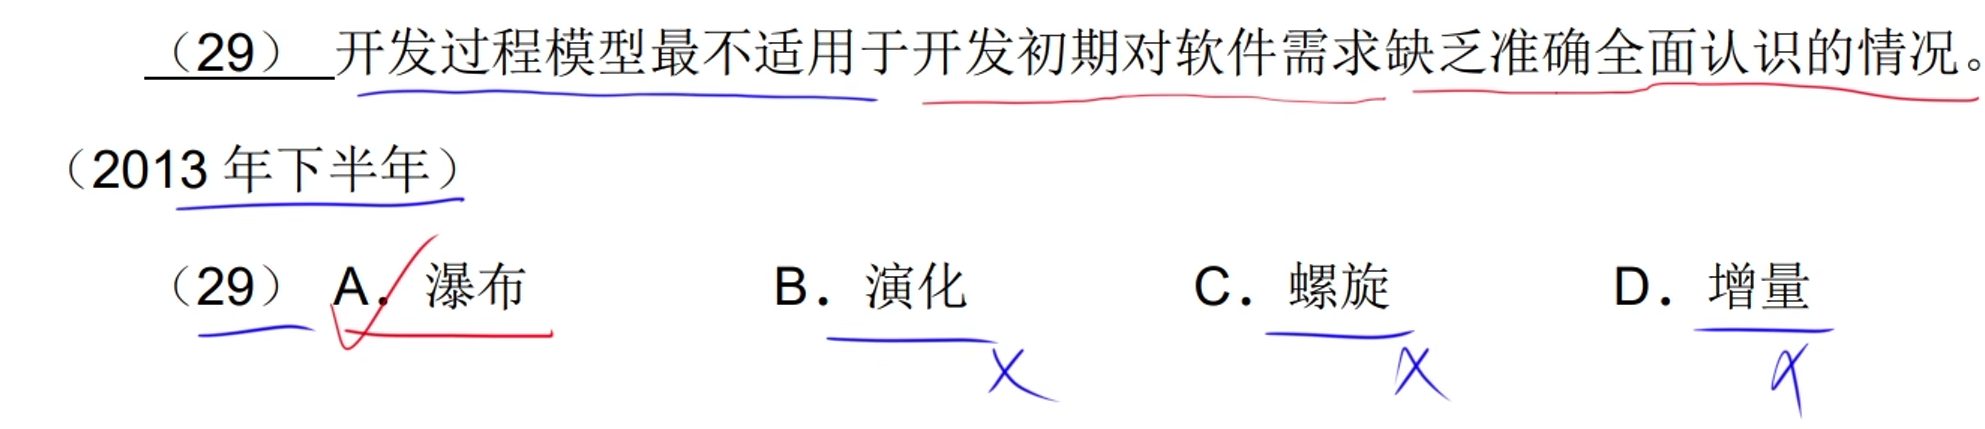 （29） 开发过程模型最不适用于开发初期对软件需求缺乏准确全面认识的情况。
（2013 年下半年）
（29） A．瀑布 B．演化 C．螺旋 D．增量